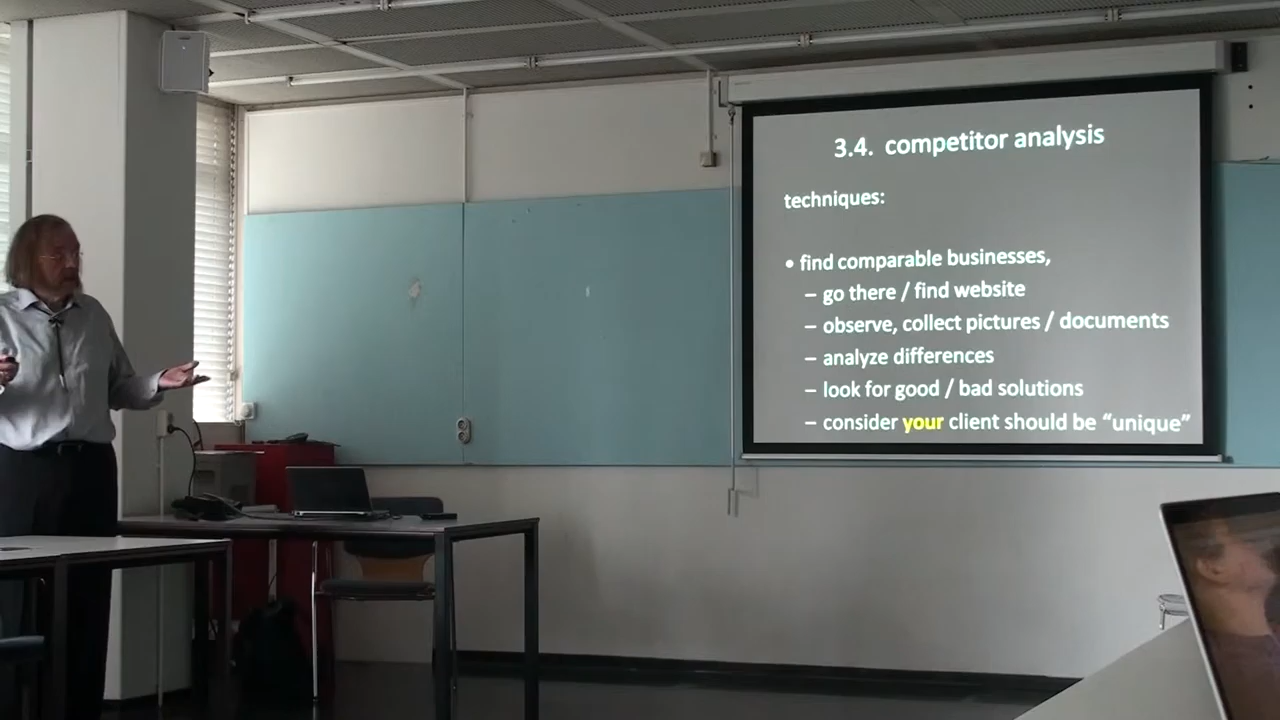 3.4. competitor analysis
techniques:
• find comparable businesses,
– go there / find website
– observe, collect pictures / documents
– analyze differences
– look for good / bad solutions
– consider your client should be “unique”